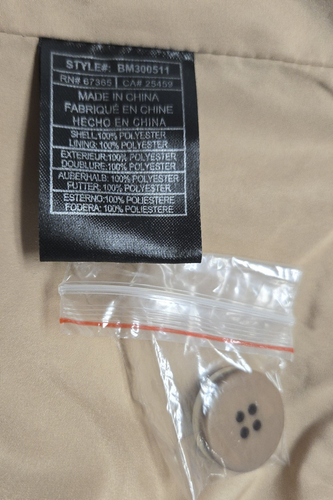 STYLE#: BM300511
RN# 67385 CA# 25459
MADE IN CHINA
FABRIQUÉ EN CHINE
HECHO EN CHINA
SHELL:100% POLYESTER
LINING: 100% POLYESTER
EXTERIEUR:100% POLYESTER
DOUBLURE:100% POLYESTER
AUBERHALB: 100% POLYESTER
FUTTER: 100% POLYESTER
ESTERNO:100% POLIESTERE
FODERA: 100% POLIESTERE